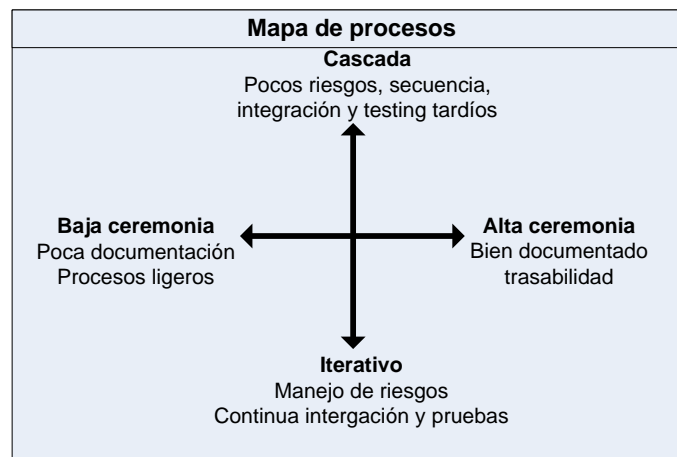 Mapa de procesos
Cascada
Pocos riesgos, secuencia,
integración y testing tardíos
Baja ceremonia
Poca documentación
Procesos ligeros
Alta ceremonia
Bien documentado
trasabilidad
Iterativo
Manejo de riesgos
Continua intergación y pruebas